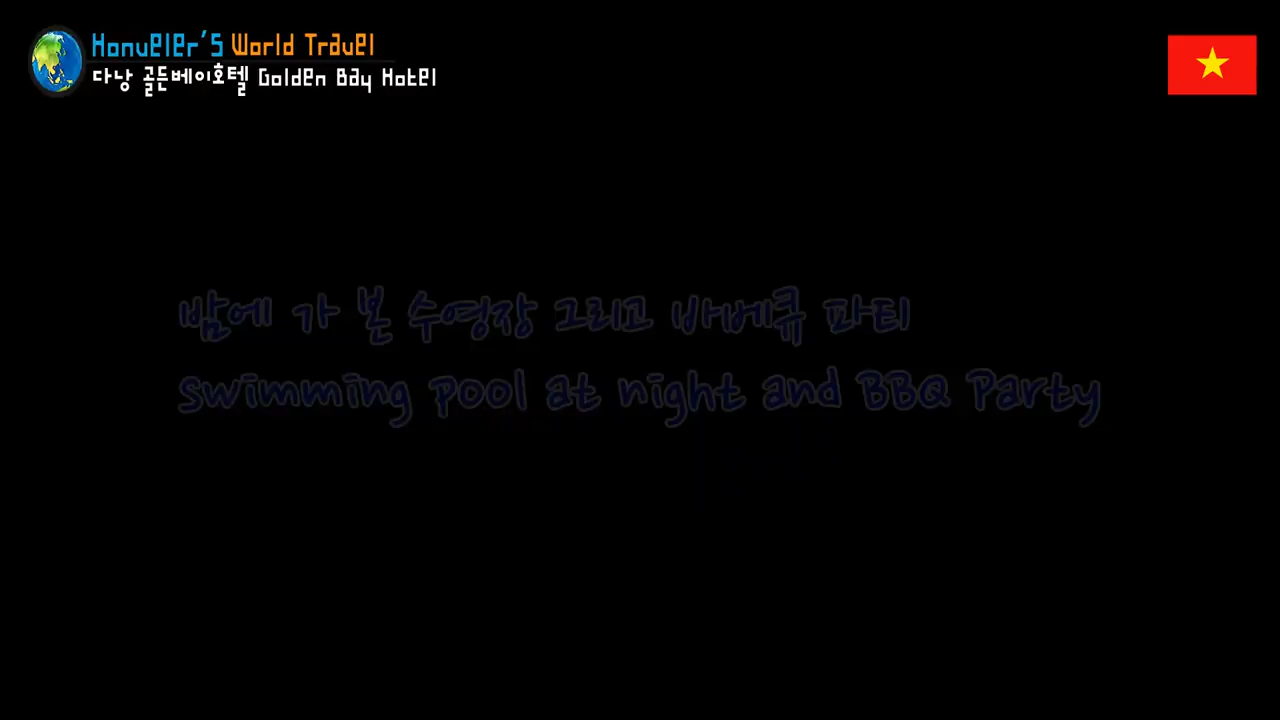 Hanueler's World Travel
다낭 골든베이호텔 Golden Bay Hotel
밤에 가 본 수영장 그리고 바베큐 파티
Swimming pool at night and BBQ Party